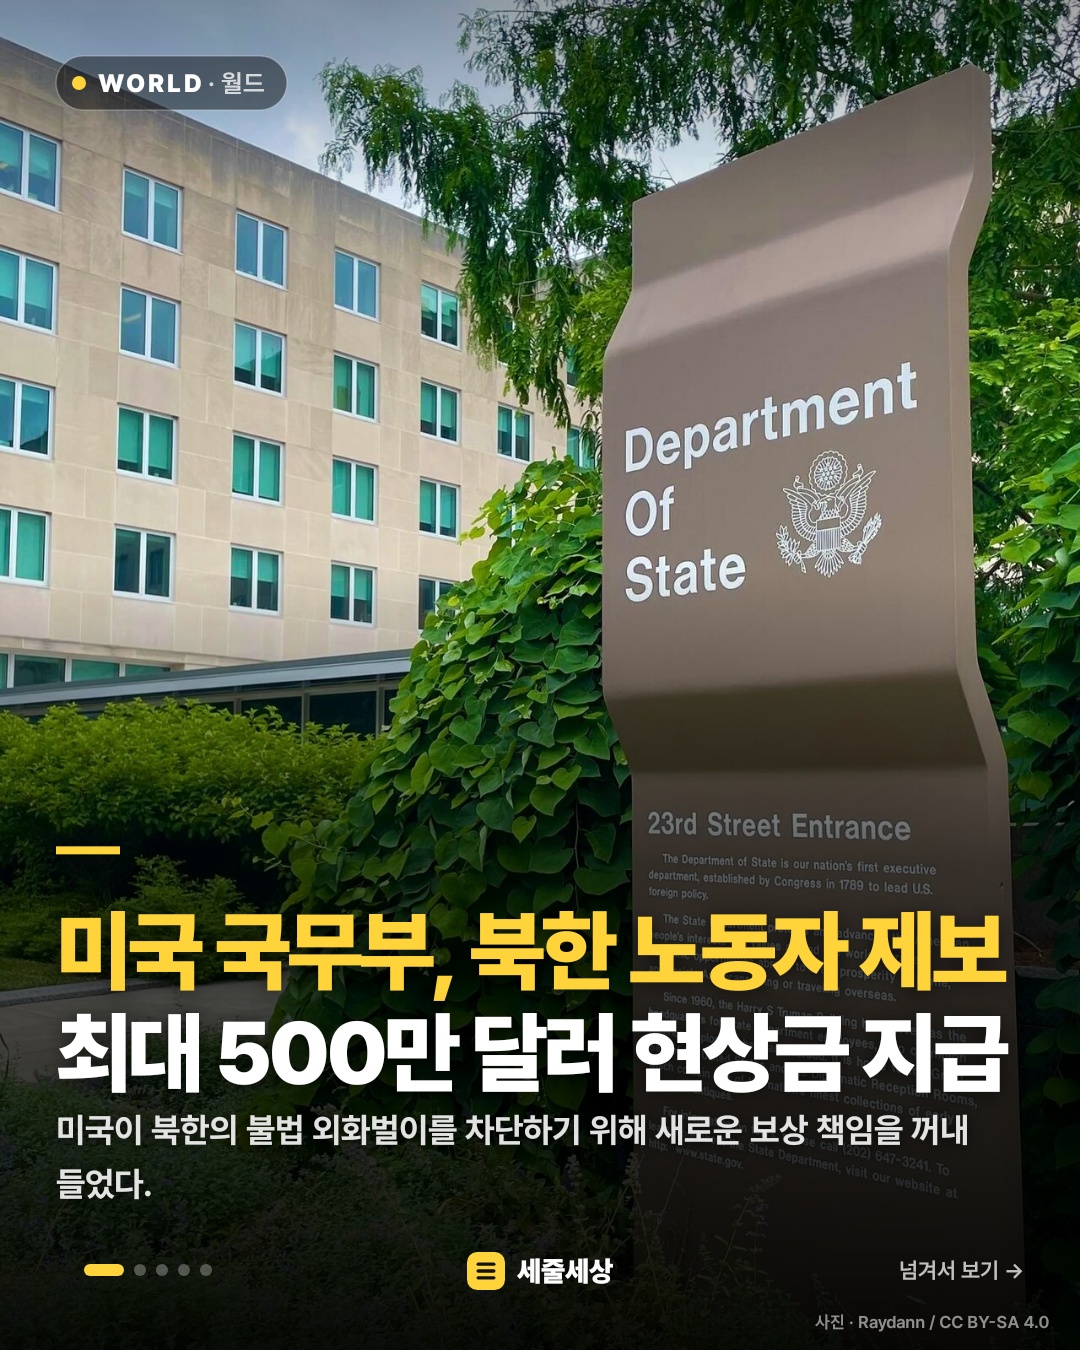 WORLD · 월드
Department
Of
State
23rd Street Entrance
The Department of State is our nation's first executive
department, established by Congress in 1789 to lead U.S.
foreign policy.
미국 국무부, 북한 노동자 제보
최대 500만 달러 현상금 지급
미국이 북한의 불법 외화벌이를 차단하기 위해 새로운 보상 책임을 꺼내
들었다.
세줄세상
넘겨서 보기 →
사진 · Raydann / CC BY-SA 4.0